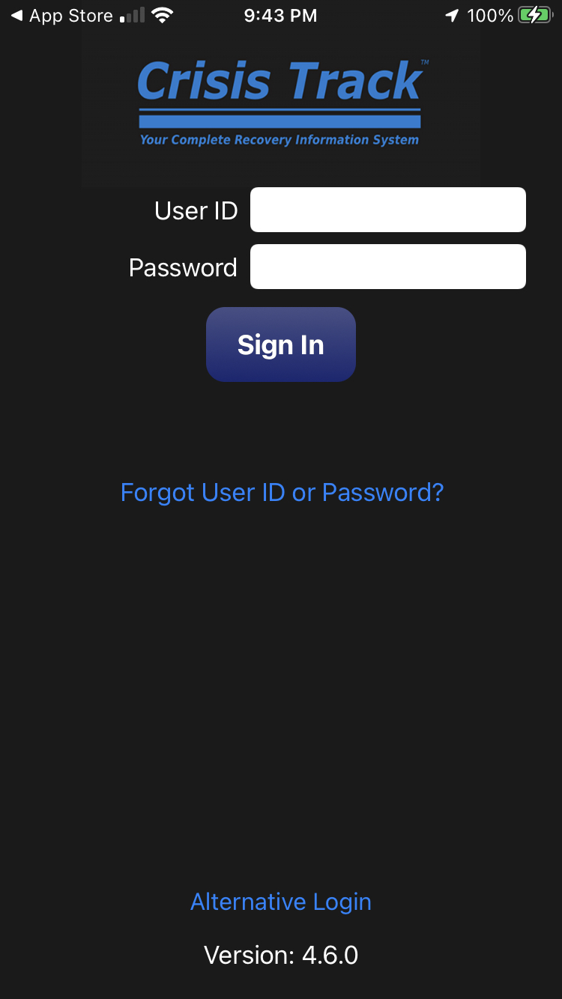 App Store 9:43 PM 100%
Crisis Track™
Your Complete Recovery Information System
User ID
Password
Sign In
Forgot User ID or Password?
Alternative Login
Version: 4.6.0